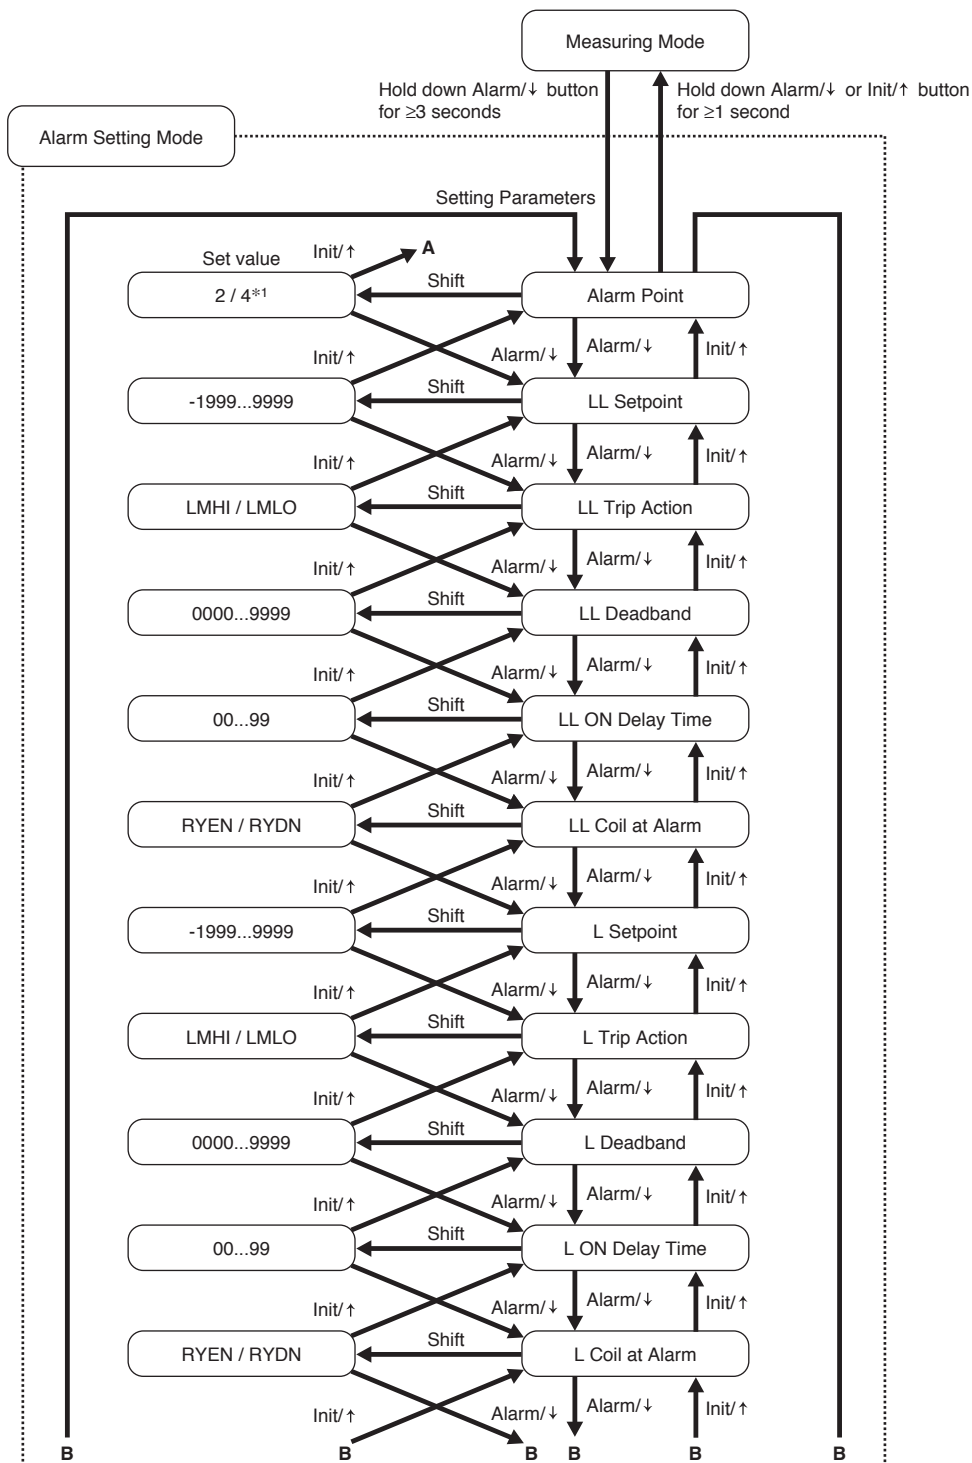 Measuring Mode
Hold down Alarm/↓ button
for ≥3 seconds
Hold down Alarm/↓ or Init/↑ button
for ≥1 second
Alarm Setting Mode
Setting Parameters
Set value
Init/↑
A
2 / 4*1
Shift
Alarm Point
Init/↑
Alarm/↓
Alarm/↓
Init/↑
-1999...9999
Shift
LL Setpoint
Init/↑
Alarm/↓
Alarm/↓
Init/↑
LMHI / LMLO
Shift
LL Trip Action
Init/↑
Alarm/↓
Alarm/↓
Init/↑
0000...9999
Shift
LL Deadband
Init/↑
Alarm/↓
Alarm/↓
Init/↑
00...99
Shift
LL ON Delay Time
Init/↑
Alarm/↓
Alarm/↓
Init/↑
RYEN / RYDN
Shift
LL Coil at Alarm
Init/↑
Alarm/↓
Alarm/↓
Init/↑
-1999...9999
Shift
L Setpoint
Init/↑
Alarm/↓
Alarm/↓
Init/↑
LMHI / LMLO
Shift
L Trip Action
Init/↑
Alarm/↓
Alarm/↓
Init/↑
0000...9999
Shift
L Deadband
Init/↑
Alarm/↓
Alarm/↓
Init/↑
00...99
Shift
L ON Delay Time
Init/↑
Alarm/↓
Alarm/↓
Init/↑
RYEN / RYDN
Shift
L Coil at Alarm
Init/↑
Alarm/↓
Alarm/↓
Init/↑
B
B
B
B
B
B